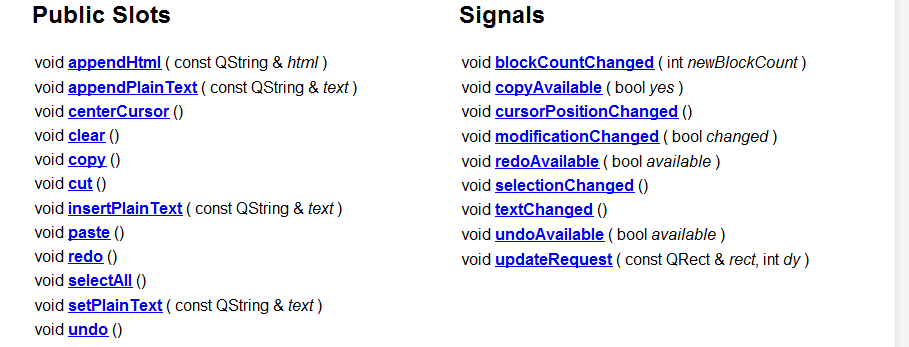 Public Slots
void appendHtml ( const QString & html )
void appendPlainText ( const QString & text )
void centerCursor ()
void clear ()
void copy ()
void cut ()
void insertPlainText ( const QString & text )
void paste ()
void redo ()
void selectAll ()
void setPlainText ( const QString & text )
void undo ()
Signals
void blockCountChanged ( int newBlockCount )
void copyAvailable ( bool yes )
void cursorPositionChanged ()
void modificationChanged ( bool changed )
void redoAvailable ( bool available )
void selectionChanged ()
void textChanged ()
void undoAvailable ( bool available )
void updateRequest ( const QRect & rect, int dy )